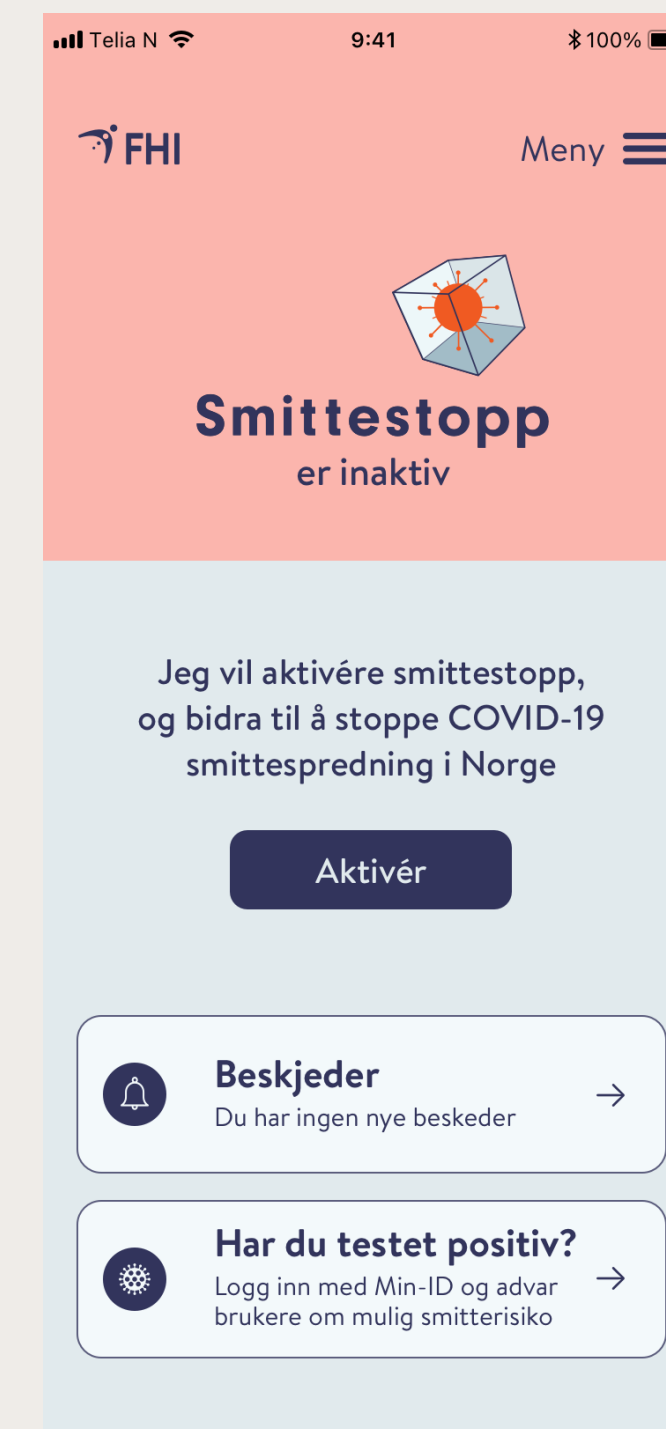 Telia N 9:41 100%
FHI Meny
Smittestopp
er inaktiv
Jeg vil aktivére smittestopp,
og bidra til å stoppe COVID-19
smittespredning i Norge
Aktivér
Beskjeder
Du har ingen nye beskeder
Har du testet positiv?
Logg inn med Min-ID og advar
brukere om mulig smitterisiko